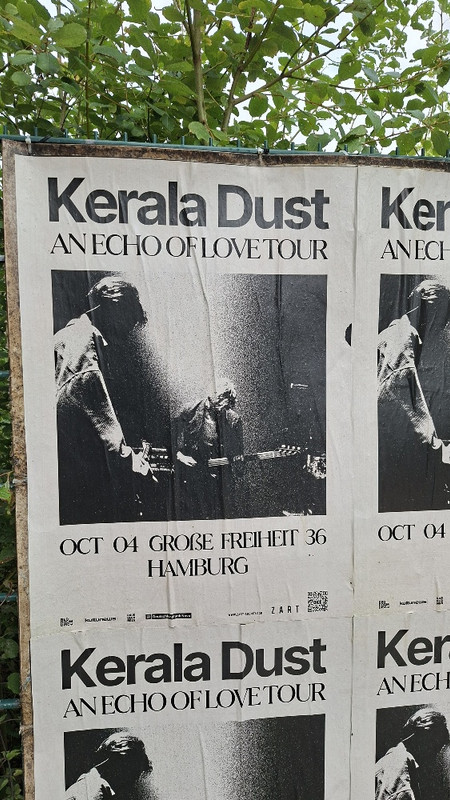 Kerala Dust
AN ECHO OF LOVE TOUR
OCT 04 GROßE FREIHEIT 36
HAMBURG
ZART
Ker
AN ECH
OCT 04
Kerala Dust
AN ECHO OF LOVE TOUR
Ker
AN ECH